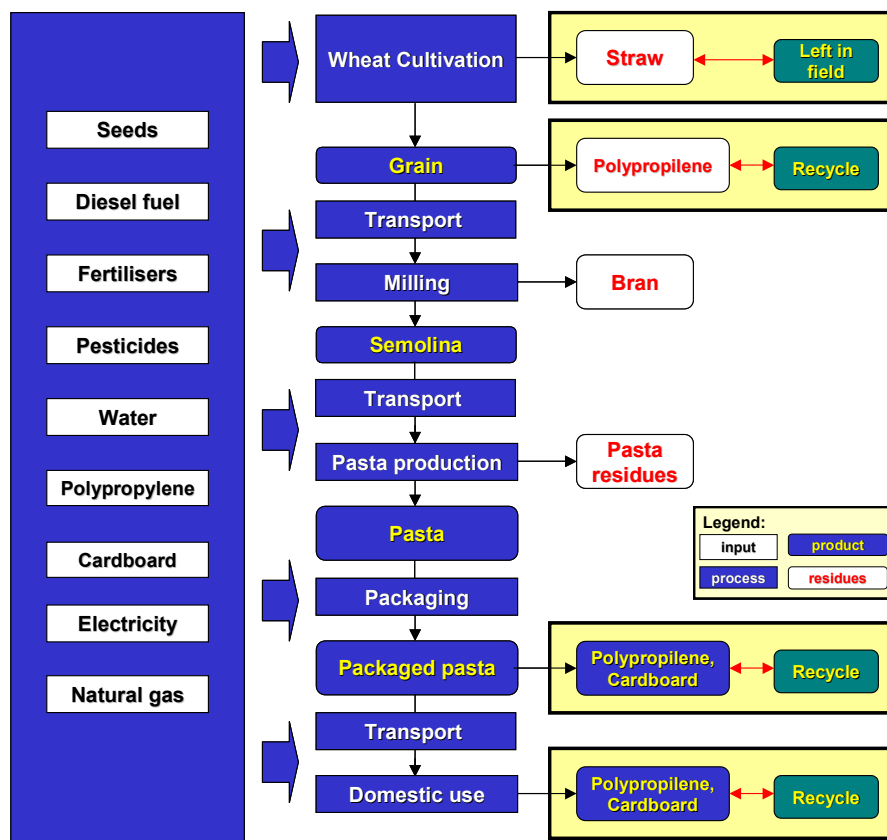 Seeds
Diesel fuel
Fertilisers
Pesticides
Water
Polypropylene
Cardboard
Electricity
Natural gas
Wheat Cultivation
Straw
Left in
field
Grain
Polypropilene
Recycle
Transport
Milling
Bran
Semolina
Transport
Pasta production
Pasta
residues
Pasta
Packaging
Packaged pasta
Polypropilene,
Cardboard
Recycle
Transport
Domestic use
Polypropilene,
Cardboard
Recycle
Legend:
input
product
process
residues